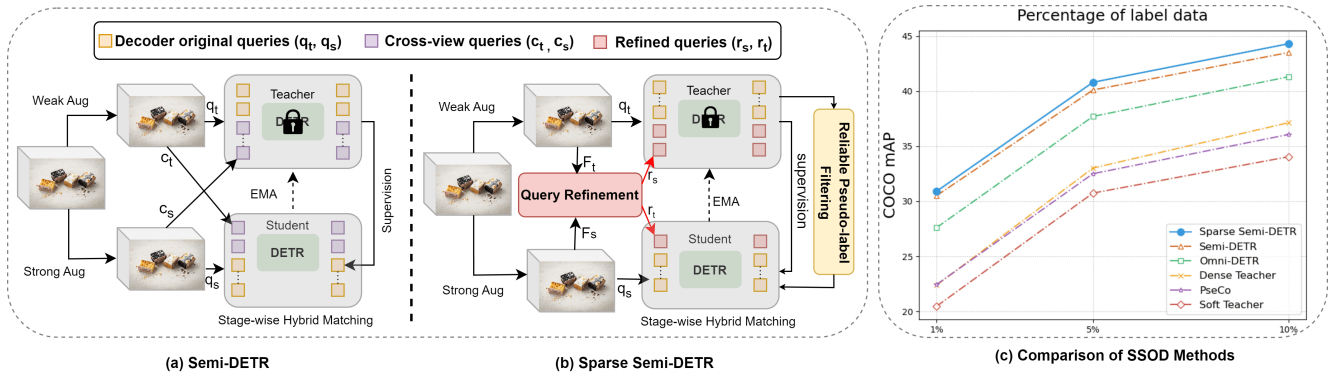 Decoder original queries (qt, qs)
Cross-view queries (ct , cs)
Refined queries (rs, rt)
Weak Aug
qt
Teacher
DETR
ct
cs
EMA
Supervision
Student
DETR
Strong Aug
qs
Stage-wise Hybrid Matching
(a) Semi-DETR
Weak Aug
qt
Teacher
DETR
Ft
rs
Query Refinement
rt
EMA
Fs
supervision
Reliable Pseudo-label
Filtering
Student
DETR
Strong Aug
qs
Stage-wise Hybrid Matching
(b) Sparse Semi-DETR
Percentage of label data
COCO mAP
45
40
35
30
25
20
1%
5%
10%
Sparse Semi-DETR
Semi-DETR
Omni-DETR
Dense Teacher
PseCo
Soft Teacher
(c) Comparison of SSOD Methods